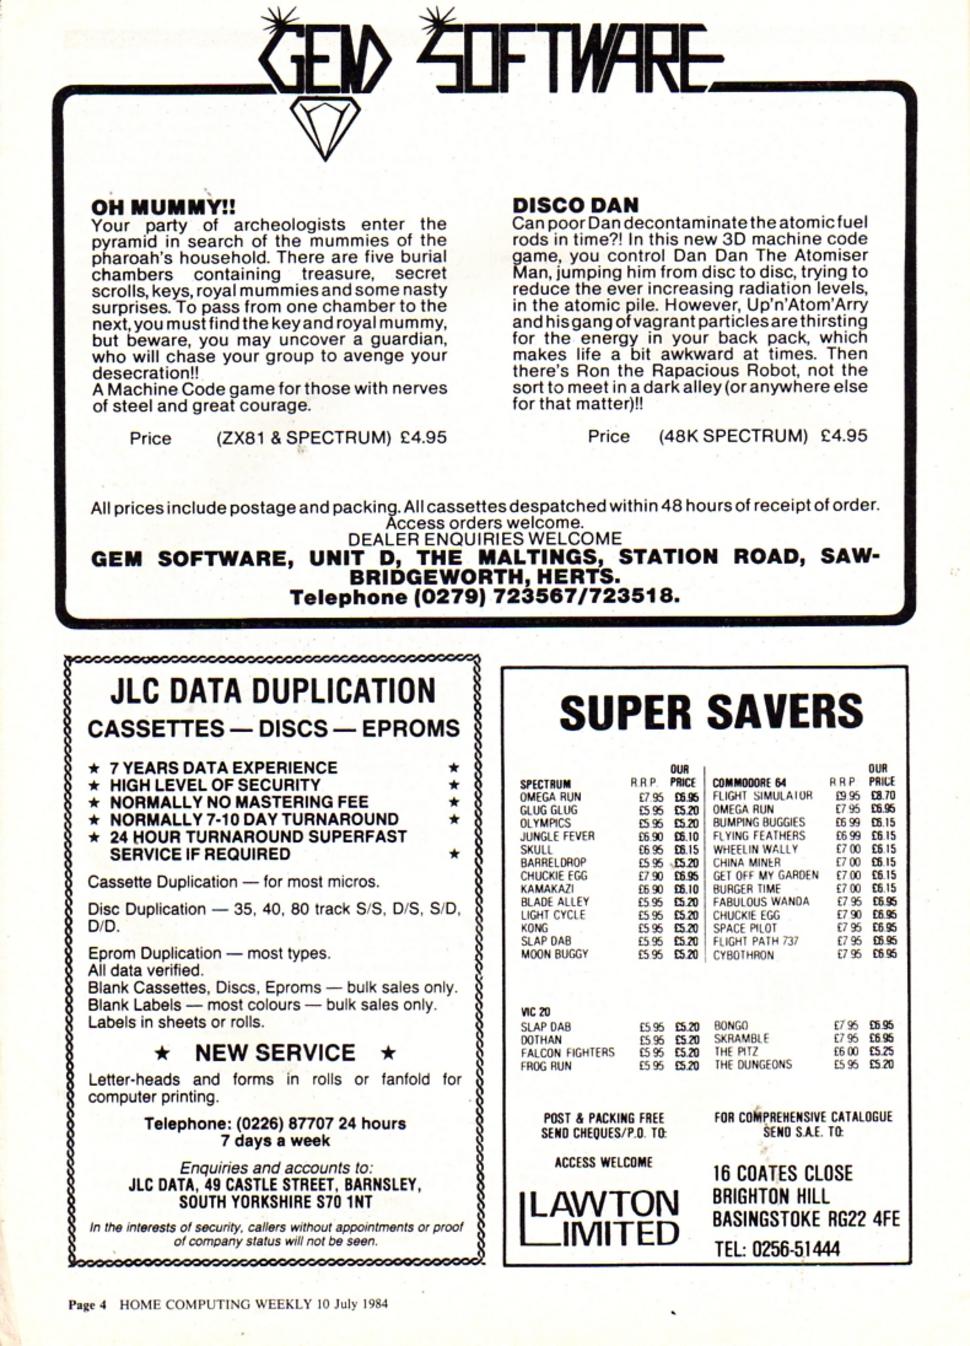 GEM SOFTWARE
OH MUMMY!!
Your party of archeologists enter the
pyramid in search of the mummies of the
pharoah's household. There are five burial
chambers containing treasure, secret
scrolls, keys, royal mummies and some nasty
surprises. To pass from one chamber to the
next, you must find the key and royal mummy,
but beware, you may uncover a guardian,
who will chase your group to avenge your
desecration!!
A Machine Code game for those with nerves
of steel and great courage.
Price (ZX81 & SPECTRUM) £4.95
DISCO DAN
Can poor Dan decontaminate the atomic fuel
rods in time?! In this new 3D machine code
game, you control Dan Dan The Atomiser
Man, jumping him from disc to disc, trying to
reduce the ever increasing radiation levels,
in the atomic pile. However, Up'n'Atom'Arry
and his gang of vagrant particles are thirsting
for the energy in your back pack, which
makes life a bit awkward at times. Then
there's Ron the Rapacious Robot, not the
sort to meet in a dark alley (or anywhere else
for that matter)!!
Price (48K SPECTRUM) £4.95
All prices include postage and packing. All cassettes despatched within 48 hours of receipt of order.
Access orders welcome.
DEALER ENQUIRIES WELCOME
GEM SOFTWARE, UNIT D, THE MALTINGS, STATION ROAD, SAW-
BRIDGEWORTH, HERTS.
Telephone (0279) 723567/723518.
JLC DATA DUPLICATION
CASSETTES — DISCS — EPROMS
★ 7 YEARS DATA EXPERIENCE ★
★ HIGH LEVEL OF SECURITY ★
★ NORMALLY NO MASTERING FEE ★
★ NORMALLY 7-10 DAY TURNAROUND ★
★ 24 HOUR TURNAROUND SUPERFAST
SERVICE IF REQUIRED ★
Cassette Duplication — for most micros.
Disc Duplication — 35, 40, 80 track S/S, D/S, S/D,
D/D.
Eprom Duplication — most types.
All data verified.
Blank Cassettes, Discs, Eproms — bulk sales only.
Blank Labels — most colours — bulk sales only.
Labels in sheets or rolls.
★ NEW SERVICE ★
Letter-heads and forms in rolls or fanfold for
computer printing.
Telephone: (0226) 87707 24 hours
7 days a week
Enquiries and accounts to:
JLC DATA, 49 CASTLE STREET, BARNSLEY,
SOUTH YORKSHIRE S70 1NT
In the interests of security, callers without appointments or proof
of company status will not be seen.
SUPER SAVERS
SPECTRUM R.R.P. OUR PRICE
OMEGA RUN £7.95 £6.95
GLUG GLUG £5.95 £5.20
OLYMPICS £5.95 £5.20
JUNGLE FEVER £6.90 £6.10
SKULL £6.95 £6.15
BARRELDROP £5.95 £5.20
CHUCKIE EGG £7.90 £6.95
KAMAKAZI £6.90 £6.10
BLADE ALLEY £5.95 £5.20
LIGHT CYCLE £5.95 £5.20
KONG £5.95 £5.20
SLAP DAB £5.95 £5.20
MOON BUGGY £5.95 £5.20
COMMODORE 64 R.R.P. OUR PRICE
FLIGHT SIMULATOR £9.95 £8.70
OMEGA RUN £7.95 £6.95
BUMPING BUGGIES £6.99 £6.15
FLYING FEATHERS £6.99 £6.15
WHEELIN WALLY £7.00 £6.15
CHINA MINER £7.00 £6.15
GET OFF MY GARDEN £7.00 £6.15
BURGER TIME £7.00 £6.15
FABULOUS WANDA £7.95 £6.95
CHUCKIE EGG £7.90 £6.95
SPACE PILOT £7.95 £6.95
FLIGHT PATH 737 £7.95 £6.95
CYBOTHRON £7.95 £6.95
VIC 20
SLAP DAB £5.95 £5.20
DOTHAN £5.95 £5.20
FALCON FIGHTERS £5.95 £5.20
FROG RUN £5.95 £5.20
BONGO £7.95 £6.95
SKRAMBLE £7.95 £6.95
THE PITZ £6.00 £5.25
THE DUNGEONS £5.95 £5.20
POST & PACKING FREE
SEND CHEQUES/P.O. TO:
ACCESS WELCOME
LAWTON
LIMITED
FOR COMPREHENSIVE CATALOGUE
SEND S.A.E. TO:
16 COATES CLOSE
BRIGHTON HILL
BASINGSTOKE RG22 4FE
TEL: 0256-51444
Page 4 HOME COMPUTING WEEKLY 10 July 1984